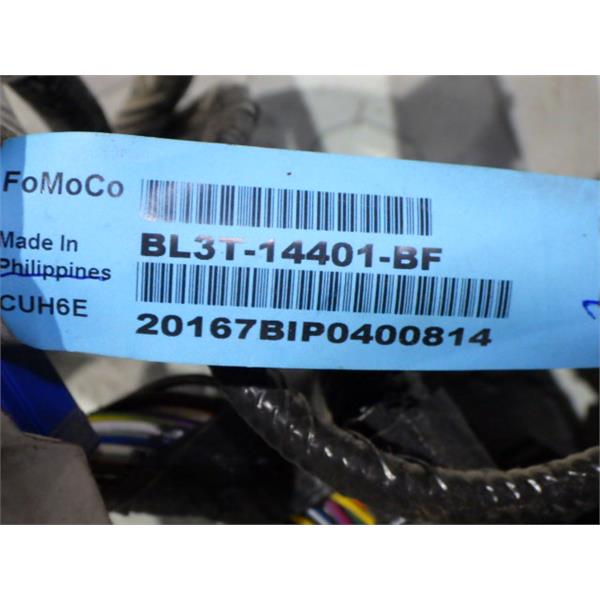 FoMoCo
BL3T-14401-BF
Made In
Philippines
CUH6E
20167BIP0400814